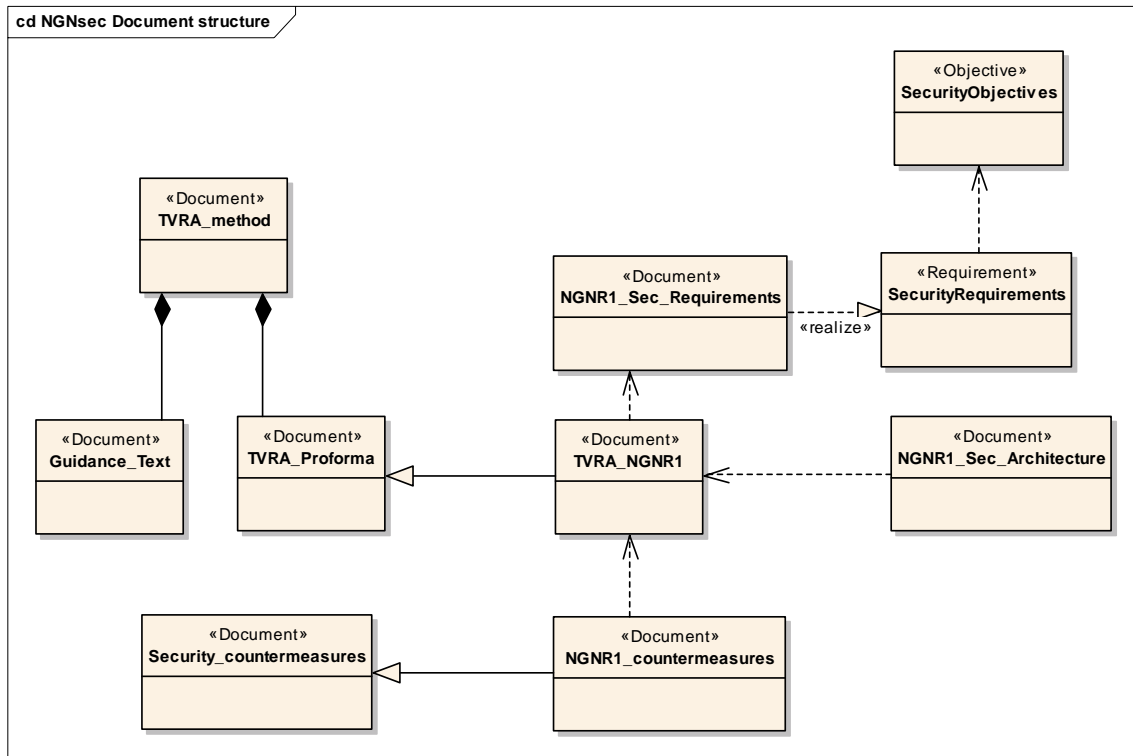 cd NGNsec Document structure
«Objective»
SecurityObjectives
«Document»
TVRA_method
«Document»
NGNR1_Sec_Requirements
«Requirement»
SecurityRequirements
«realize»
«Document»
Guidance_Text
«Document»
TVRA_Proforma
«Document»
TVRA_NGNR1
«Document»
NGNR1_Sec_Architecture
«Document»
Security_countermeasures
«Document»
NGNR1_countermeasures